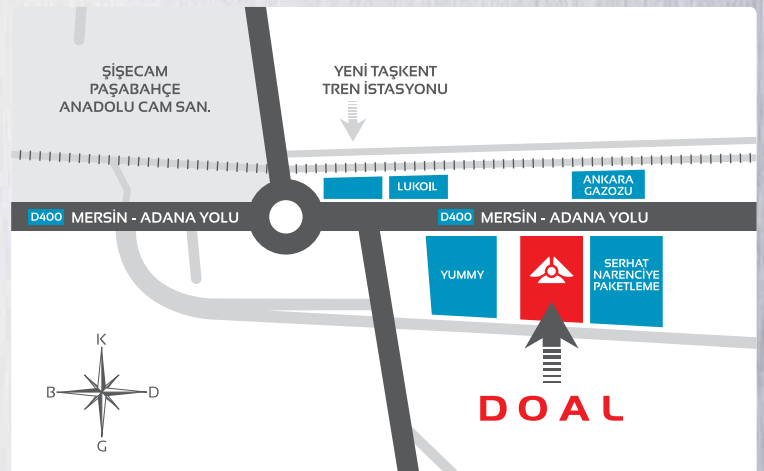 ŞİŞECAM
PAŞABAHÇE
ANADOLU CAM SAN.
YENİ TAŞKENT
TREN İSTASYONU
LUKOIL
ANKARA
GAZOZU
D400 MERSİN - ADANA YOLU
D400 MERSİN - ADANA YOLU
YUMMY
SERHAT
NARENCİYE
PAKETLEME
K
B
D
G
DOAL